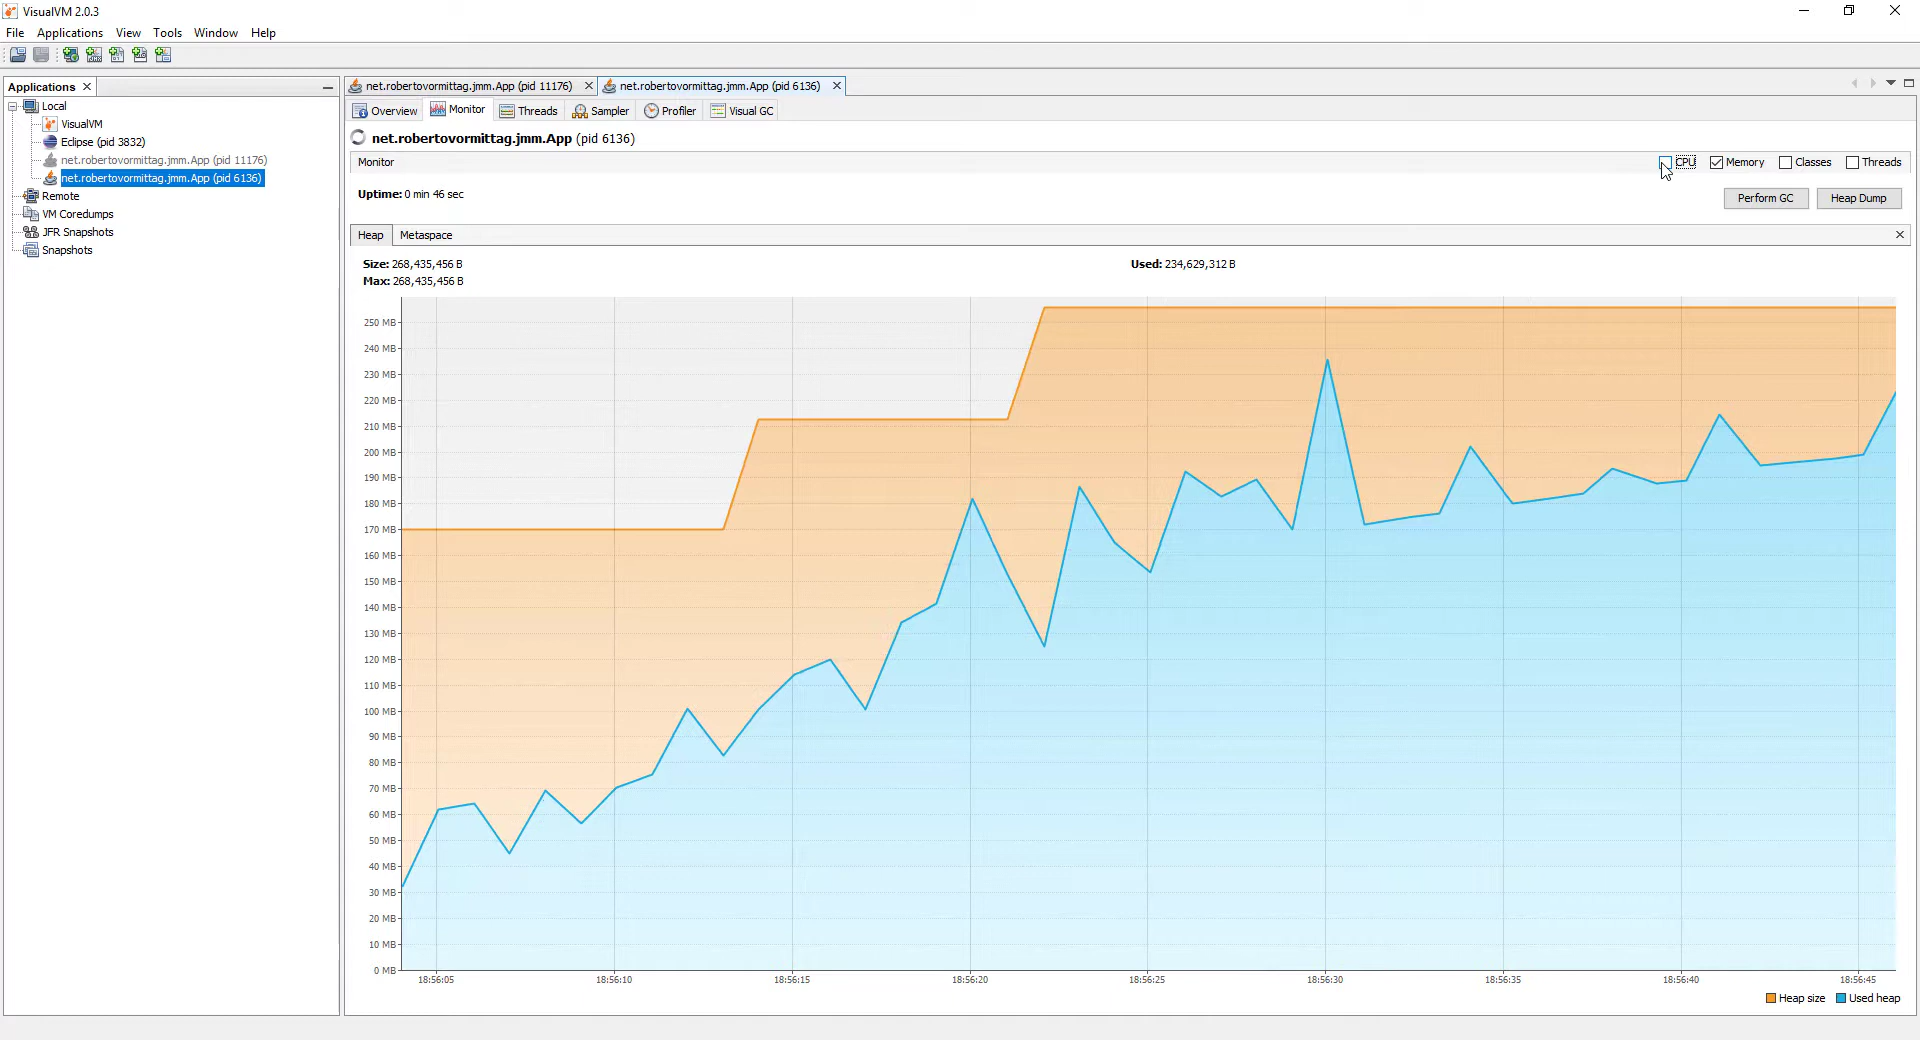 VisualVM 2.0.3
File Applications View Tools Window Help
Applications
Local
VisualVM
Eclipse (pid 3832)
net.robertovormittag.jmm.App (pid 11176)
net.robertovormittag.jmm.App (pid 6136)
Remote
VM Coredumps
JFR Snapshots
Snapshots
net.robertovormittag.jmm.App (pid 11176) net.robertovormittag.jmm.App (pid 6136)
Overview Monitor Threads Sampler Profiler Visual GC
net.robertovormittag.jmm.App (pid 6136)
Monitor CPU Memory Classes Threads
Uptime: 0 min 46 sec Perform GC Heap Dump
Heap Metaspace
Size: 268,435,456 B Used: 234,629,312 B
Max: 268,435,456 B
250 MB
240 MB
230 MB
220 MB
210 MB
200 MB
190 MB
180 MB
170 MB
160 MB
150 MB
140 MB
130 MB
120 MB
110 MB
100 MB
90 MB
80 MB
70 MB
60 MB
50 MB
40 MB
30 MB
20 MB
10 MB
0 MB
18:56:05 18:56:10 18:56:15 18:56:20 18:56:25 18:56:30 18:56:35 18:56:40 18:56:45
Heap size Used heap